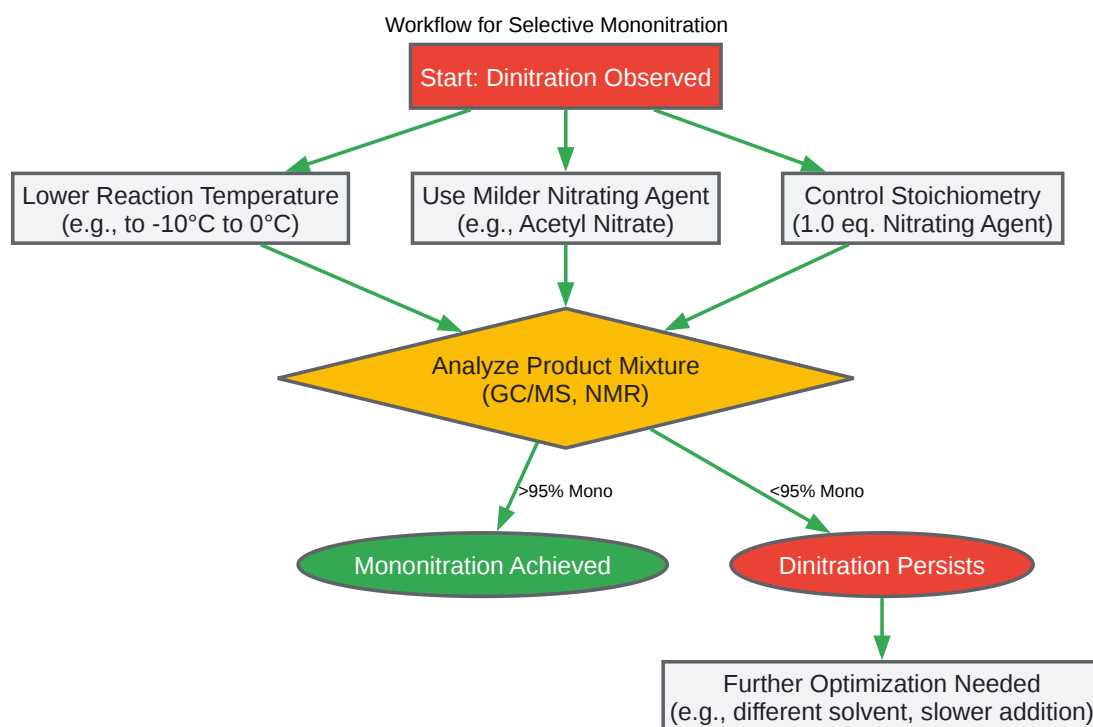 Workflow for Selective Mononitration
Start: Dinitration Observed
Lower Reaction Temperature
(e.g., to -10°C to 0°C)
Use Milder Nitrating Agent
(e.g., Acetyl Nitrate)
Control Stoichiometry
(1.0 eq. Nitrating Agent)
Analyze Product Mixture
(GC/MS, NMR)
>95% Mono
<95% Mono
Mononitration Achieved
Dinitration Persists
Further Optimization Needed
(e.g., different solvent, slower addition)